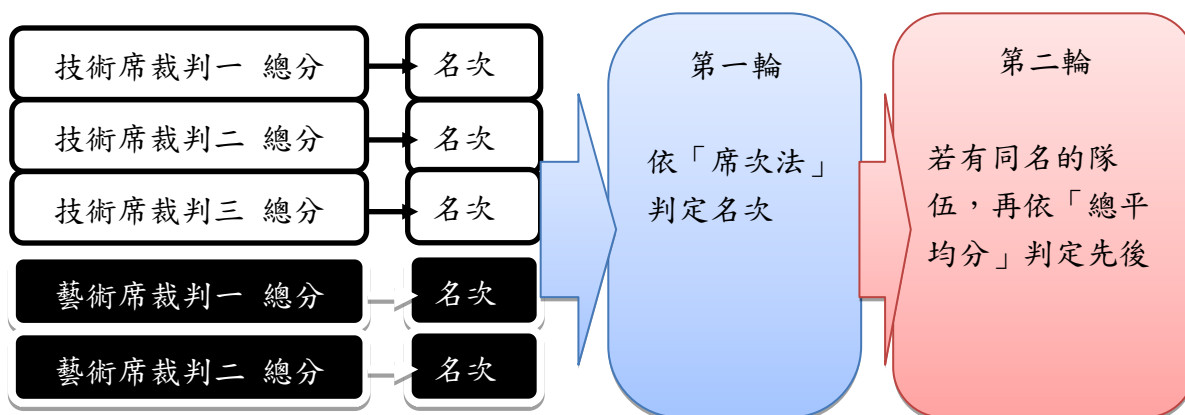 技術席裁判一 總分
名次
技術席裁判二 總分
名次
技術席裁判三 總分
名次
藝術席裁判一 總分
名次
藝術席裁判二 總分
名次
第一輪
依「席次法」
判定名次
第二輪
若有同名的隊
伍，再依「總平
均分」判定先後